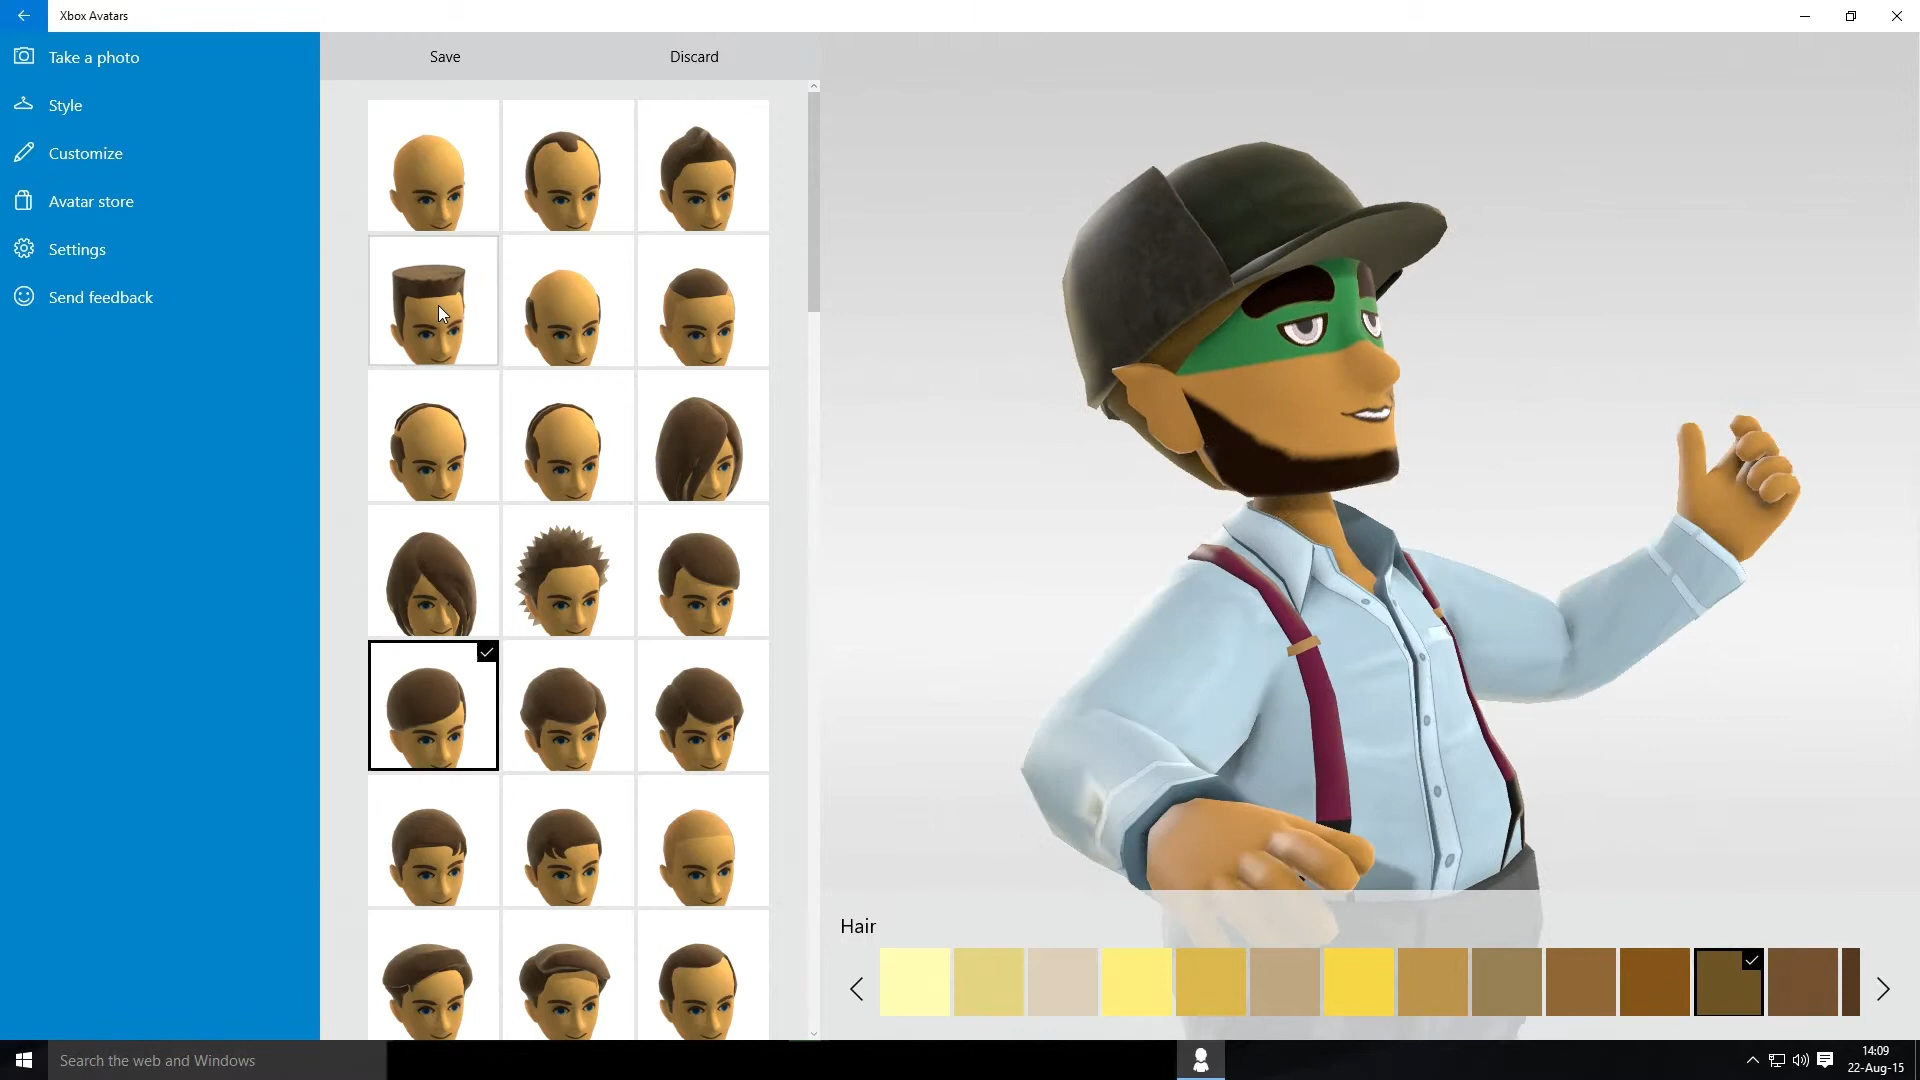 Xbox Avatars
Take a photo
Style
Customize
Avatar store
Settings
Send feedback
Save
Discard
Hair
Search the web and Windows
14:09
22-Aug-15